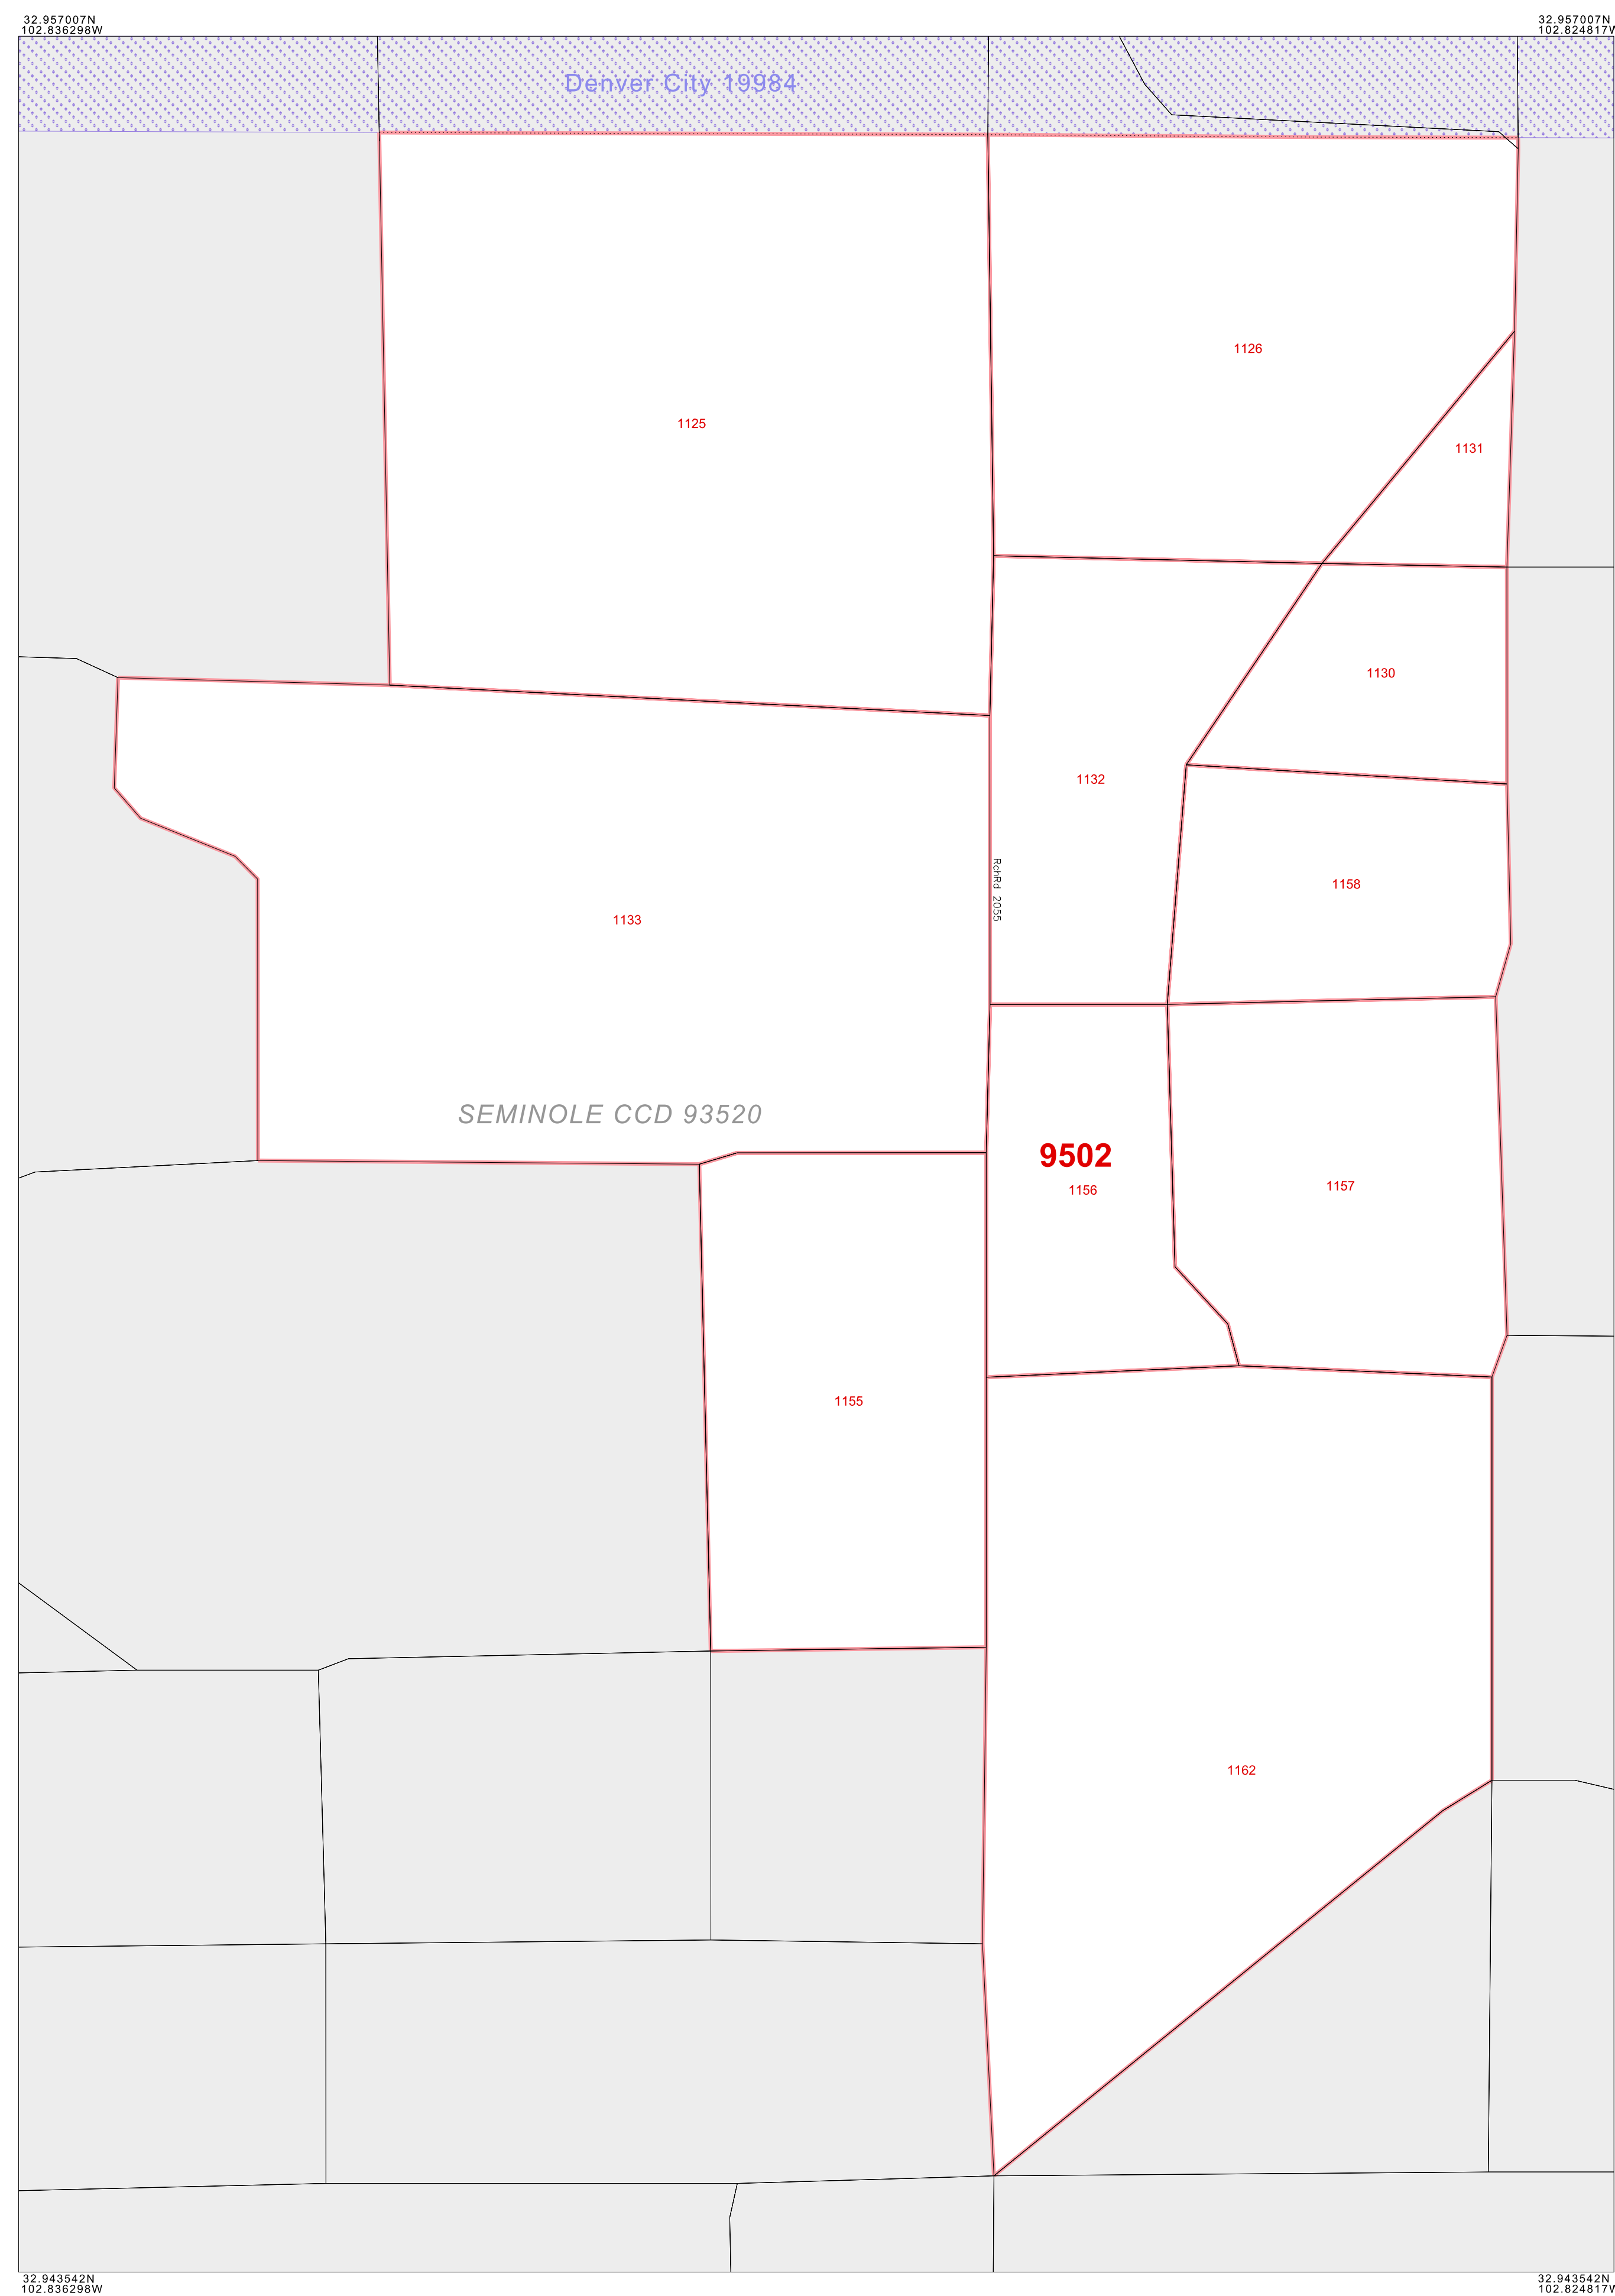 32.957007N
102.836298W
32.957007N
102.824817W
Denver City 19984
1126
1125
1131
1130
1132
1158
RchRd 2055
1133
SEMINOLE CCD 93520
9502
1156
1157
1155
1162
32.943542N
102.836298W
32.943542N
102.824817W